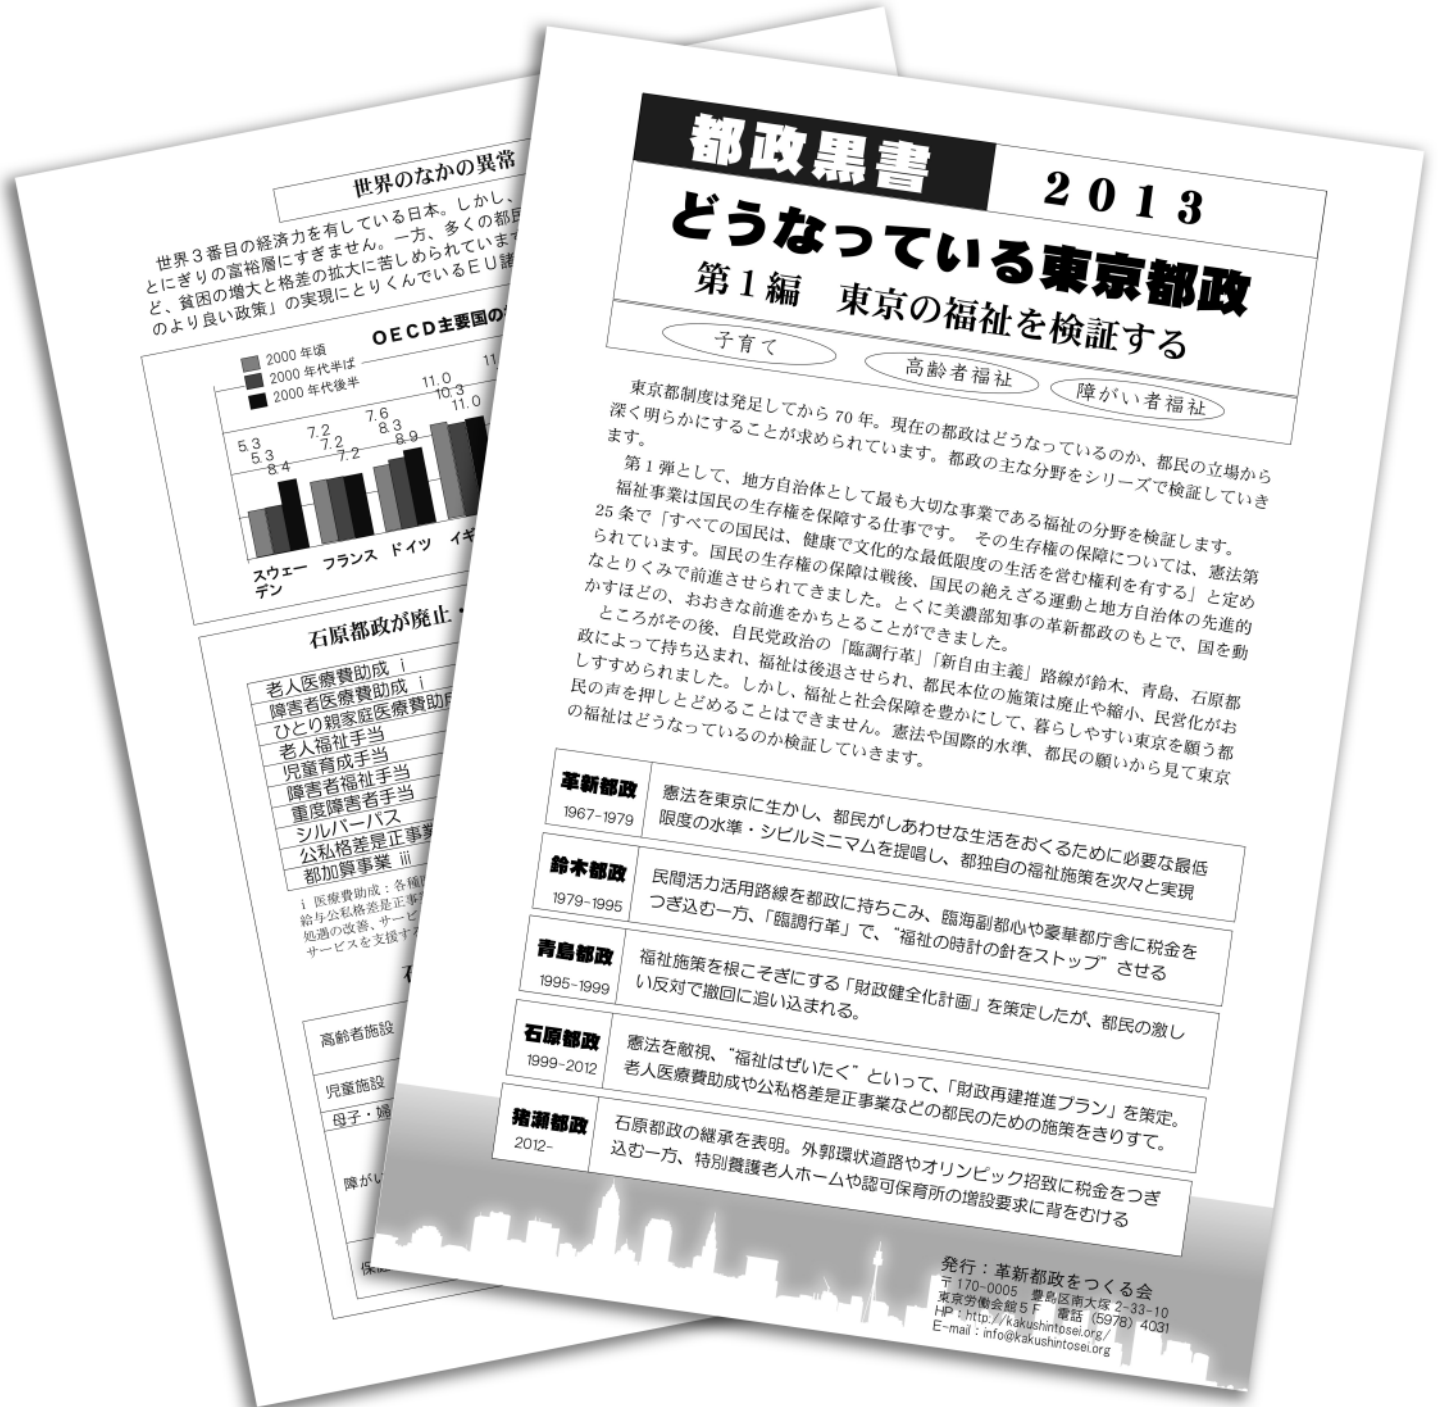 都政黒書
2013
どうなっている東京都政
第1編 東京の福祉を検証する
子育て
高齢者福祉
障がい者福祉
東京都制度は発足してから70年。現在の都政はどうなっているのか、都民の立場から
深く明らかにすることが求められています。都政の主な分野をシリーズで検証していき
ます。
第1弾として、地方自治体として最も大切な事業である福祉の分野を検証します。
福祉事業は国民の生存権を保障する仕事です。 その生存権の保障については、憲法第
25条で「すべての国民は、健康で文化的な最低限度の生活を営む権利を有する」と定め
られています。国民の生存権の保障は戦後、国民の絶えざる運動と地方自治体の先進的
なとりくみで前進させられてきました。とくに美濃部知事の革新都政のもとで、国を動
かすほどの、おおきな前進をかちとることができました。
ところがその後、自民党政治の「臨調行革」「新自由主義」路線が鈴木、青島、石原都
政によって持ち込まれ、福祉は後退させられ、都民本位の施策は廃止や縮小、民営化がお
しすすめられました。しかし、福祉と社会保障を豊かにして、暮らしやすい東京を願う都
民の声を押しとどめることはできません。憲法や国際的水準、都民の願いから見て東京
の福祉はどうなっているのか検証していきます。
革新都政
1967-1979
憲法を東京に生かし、都民がしあわせな生活をおくるために必要な最低
限度の水準・シビルミニマムを提唱し、都独自の福祉施策を次々と実現
鈴木都政
1979-1995
民間活力活用路線を都政に持ちこみ、臨海副都心や豪華都庁舎に税金を
つぎ込む一方、「臨調行革」で、“福祉の時計の針をストップ”させる
青島都政
1995-1999
福祉施策を根こそぎにする「財政健全化計画」を策定したが、都民の激し
い反対で撤回に追い込まれる。
石原都政
1999-2012
憲法を敵視、“福祉はぜいたく”といって、「財政再建推進プラン」を策定。
老人医療費助成や公私格差是正事業などの都民のための施策をきりすて。
猪瀬都政
2012-
石原都政の継承を表明。外郭環状道路やオリンピック招致に税金をつぎ
込む一方、特別養護老人ホームや認可保育所の増設要求に背をむける
発行：革新都政をつくる会
〒170-0005 豊島区南大塚2-33-10
東京労働会館5F 電話（5978）4031
HP：http://kakushintosei.org/
E-mail：info@kakushintosei.org
世界のなかの異常
世界3番目の経済力を有している日本。しかし、
とにぎりの富裕層にすぎません。一方、多くの都民
ど、貧困の増大と格差の拡大に苦しめられています
のより良い政策」の実現にとりくんでいるEU諸
OECD主要国の
2000年頃
2000年代半ば
2000年代後半
5.3
5.3
8.4
7.2
7.2
7.2
7.6
8.3
8.9
11.0
10.3
11.0
11.
スウェー
デン
フランス
ドイツ
イギ
石原都政が廃止・
老人医療費助成 i
障害者医療費助成 i
ひとり親家庭医療費助成
老人福祉手当
児童育成手当
障害者福祉手当
重度障害者手当
シルバーパス
公私格差是正事業
都加算事業 iii
i 医療費助成：各種医
給与公私格差是正事
処遇の改善、サービ
サービスを支援す
高齢者施設
児童施設
母子・婦
障がい
保